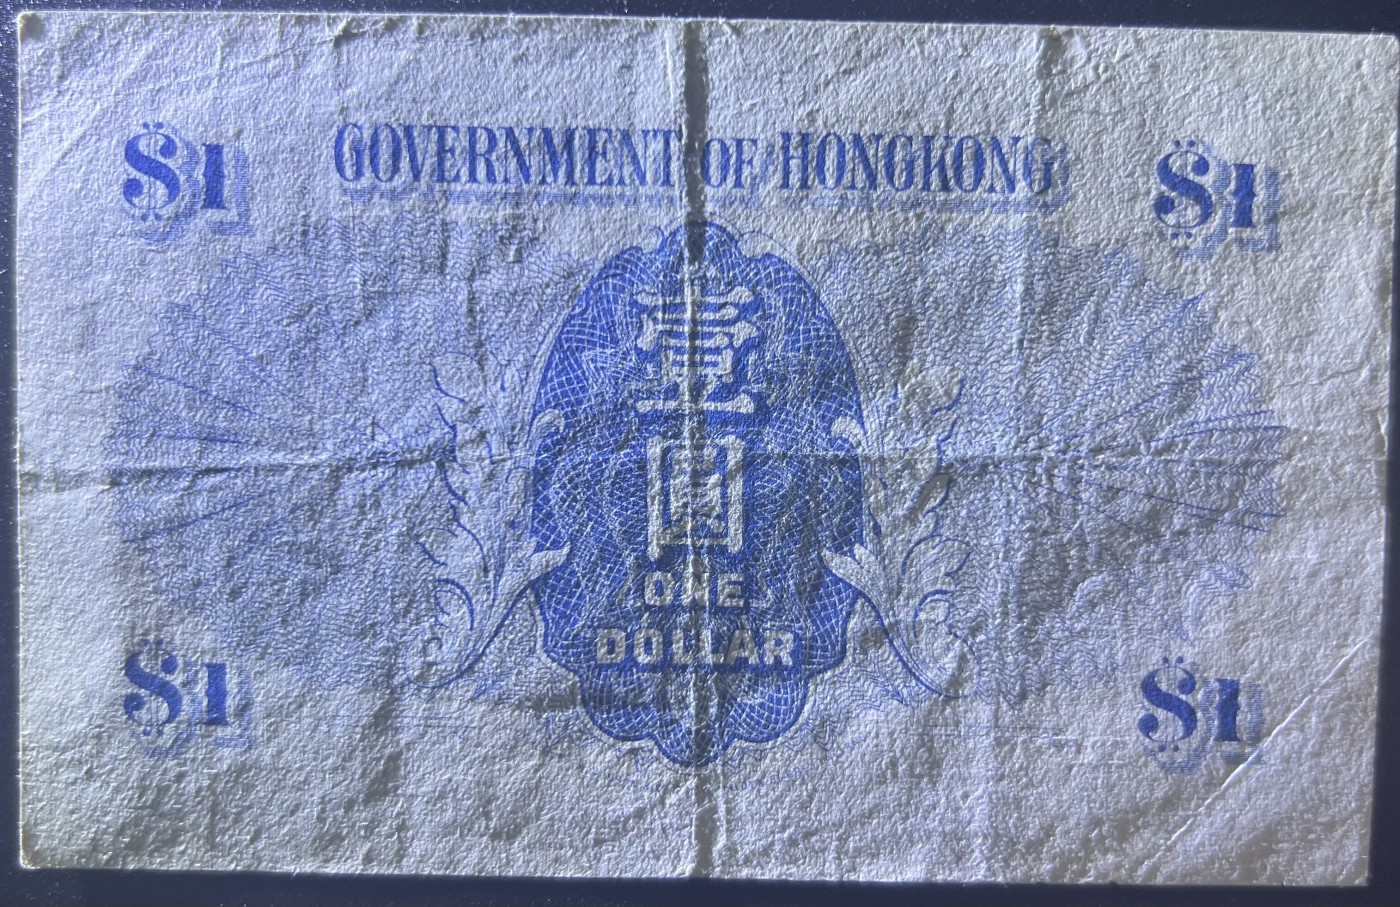 $1 GOVERNMENT OF HONGKONG $1
壹
圓
ONE
DOLLAR
$1 $1